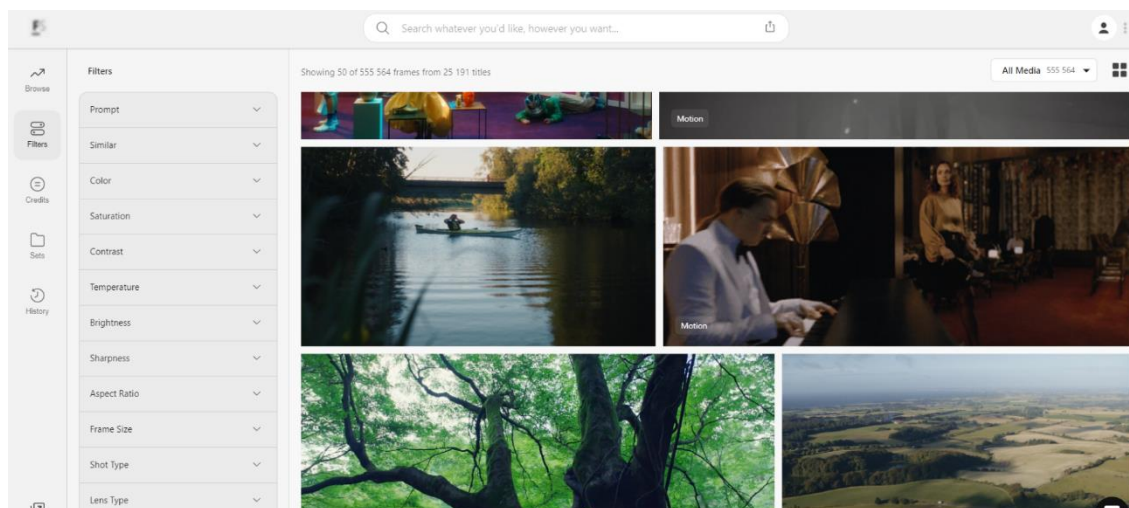 Search whatever you'd like, however you want...
Browse
Filters
Credits
Sets
History
Filters
Prompt
Similar
Color
Saturation
Contrast
Temperature
Brightness
Sharpness
Aspect Ratio
Frame Size
Shot Type
Lens Type
Showing 50 of 555 564 frames from 25 191 titles
All Media 555 564
Motion
Motion